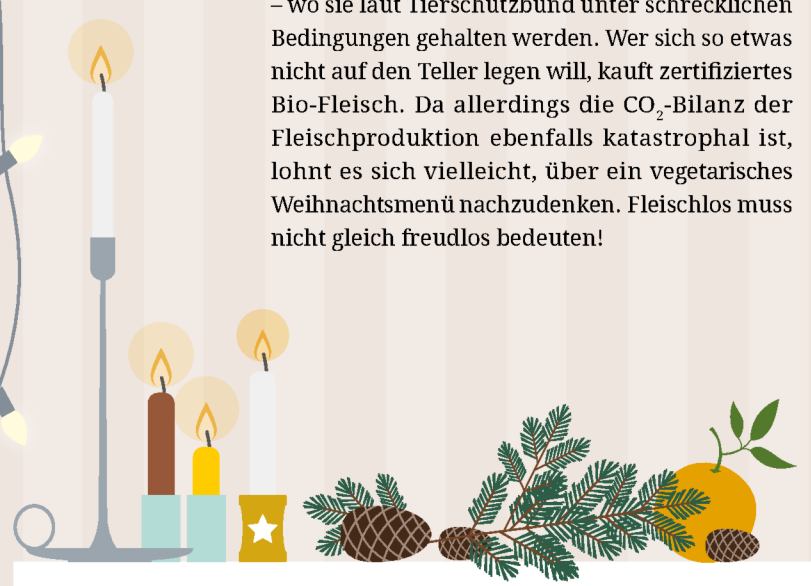 – wo sie laut Tierschutzbund unter schrecklichen
Bedingungen gehalten werden. Wer sich so etwas
nicht auf den Teller legen will, kauft zertifiziertes
Bio-Fleisch. Da allerdings die CO₂-Bilanz der
Fleischproduktion ebenfalls katastrophal ist,
lohnt es sich vielleicht, über ein vegetarisches
Weihnachtsmenü nachzudenken. Fleischlos muss
nicht gleich freudlos bedeuten!